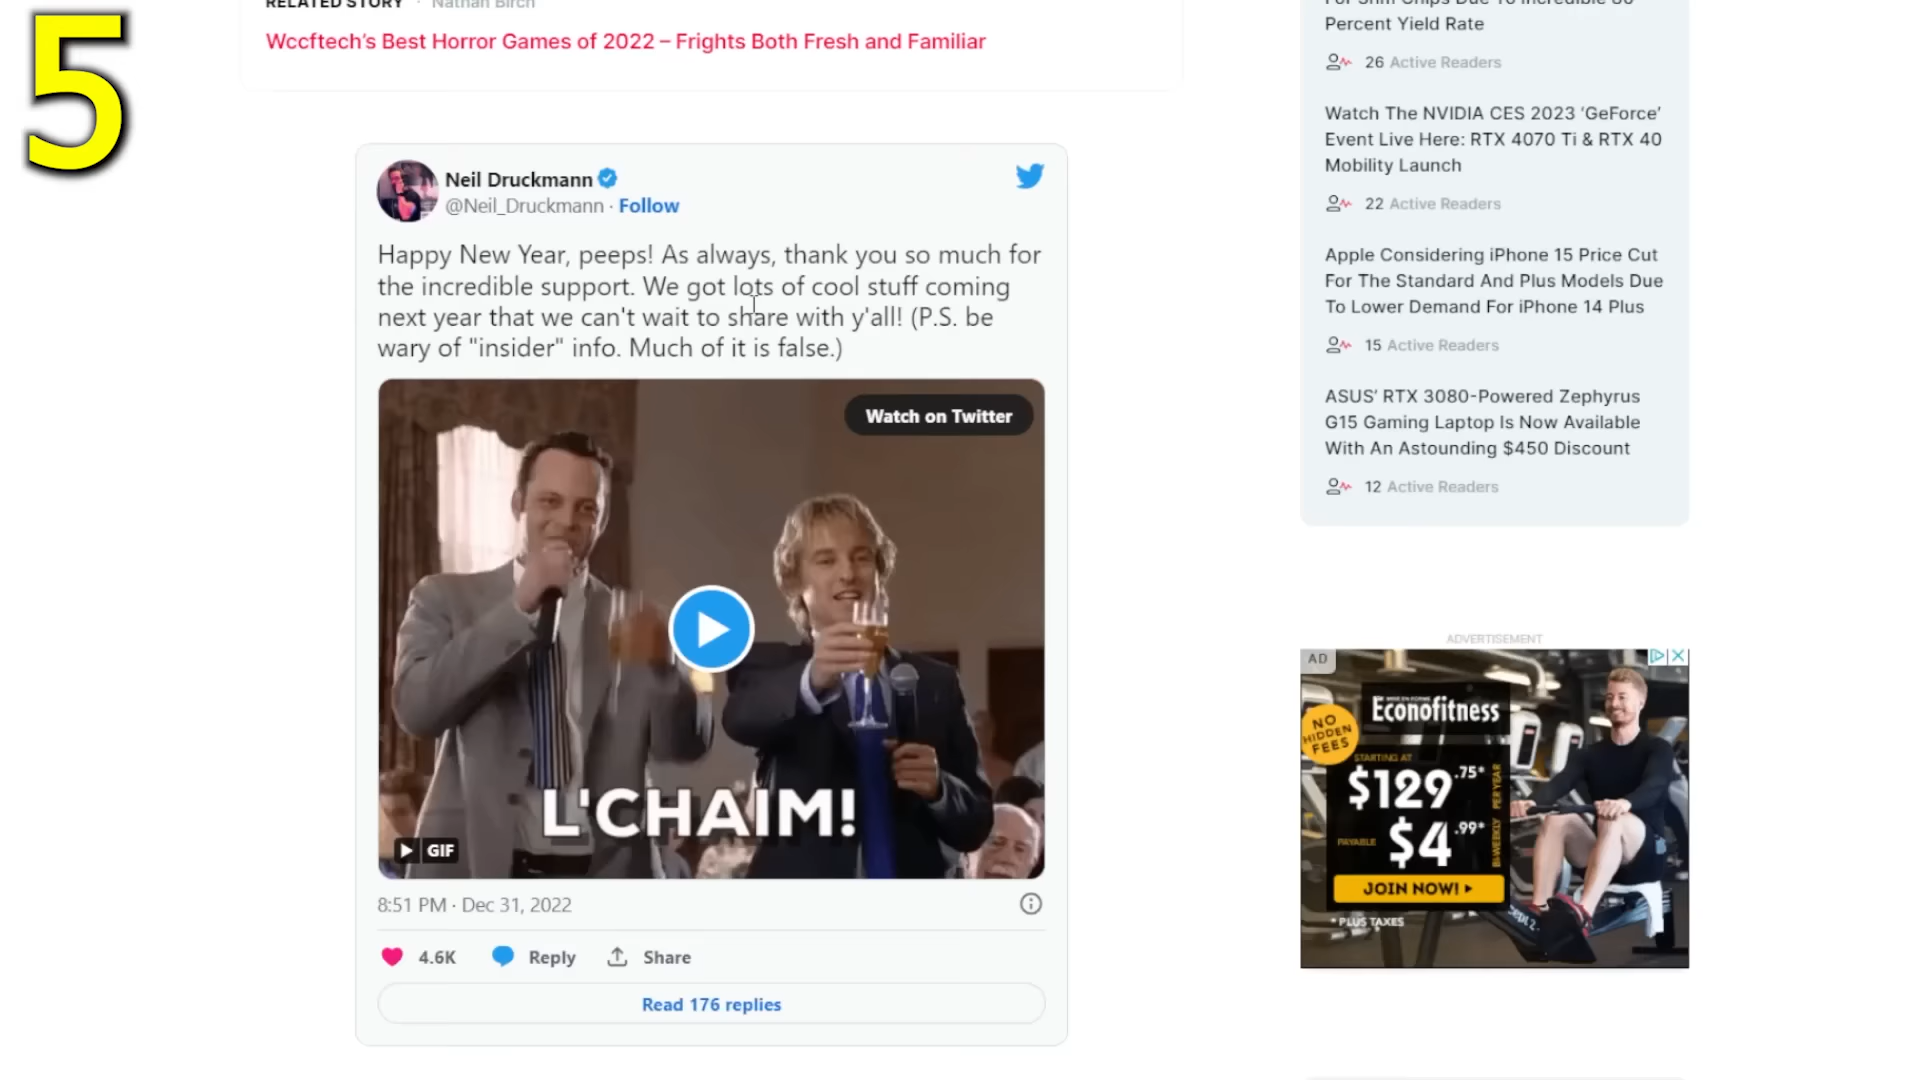 5
RELATED STORY · Nathan Birch
Wccftech's Best Horror Games of 2022 – Frights Both Fresh and Familiar
Neil Druckmann
@Neil_Druckmann · Follow
Happy New Year, peeps! As always, thank you so much for
the incredible support. We got lots of cool stuff coming
next year that we can't wait to share with y'all! (P.S. be
wary of "insider" info. Much of it is false.)
Watch on Twitter
L'CHAIM!
GIF
8:51 PM · Dec 31, 2022
4.6K Reply Share
Read 176 replies
For 3nm Chips Due To Incredible 80
Percent Yield Rate
26 Active Readers
Watch The NVIDIA CES 2023 ‘GeForce’
Event Live Here: RTX 4070 Ti & RTX 40
Mobility Launch
22 Active Readers
Apple Considering iPhone 15 Price Cut
For The Standard And Plus Models Due
To Lower Demand For iPhone 14 Plus
15 Active Readers
ASUS’ RTX 3080-Powered Zephyrus
G15 Gaming Laptop Is Now Available
With An Astounding $450 Discount
12 Active Readers
ADVERTISEMENT
AD
Econofitness
NO
HIDDEN
FEES
STARTING AT
$129.75*
PER YEAR
PAYABLE
$4.99*
BI-WEEKLY
JOIN NOW!
* PLUS TAXES